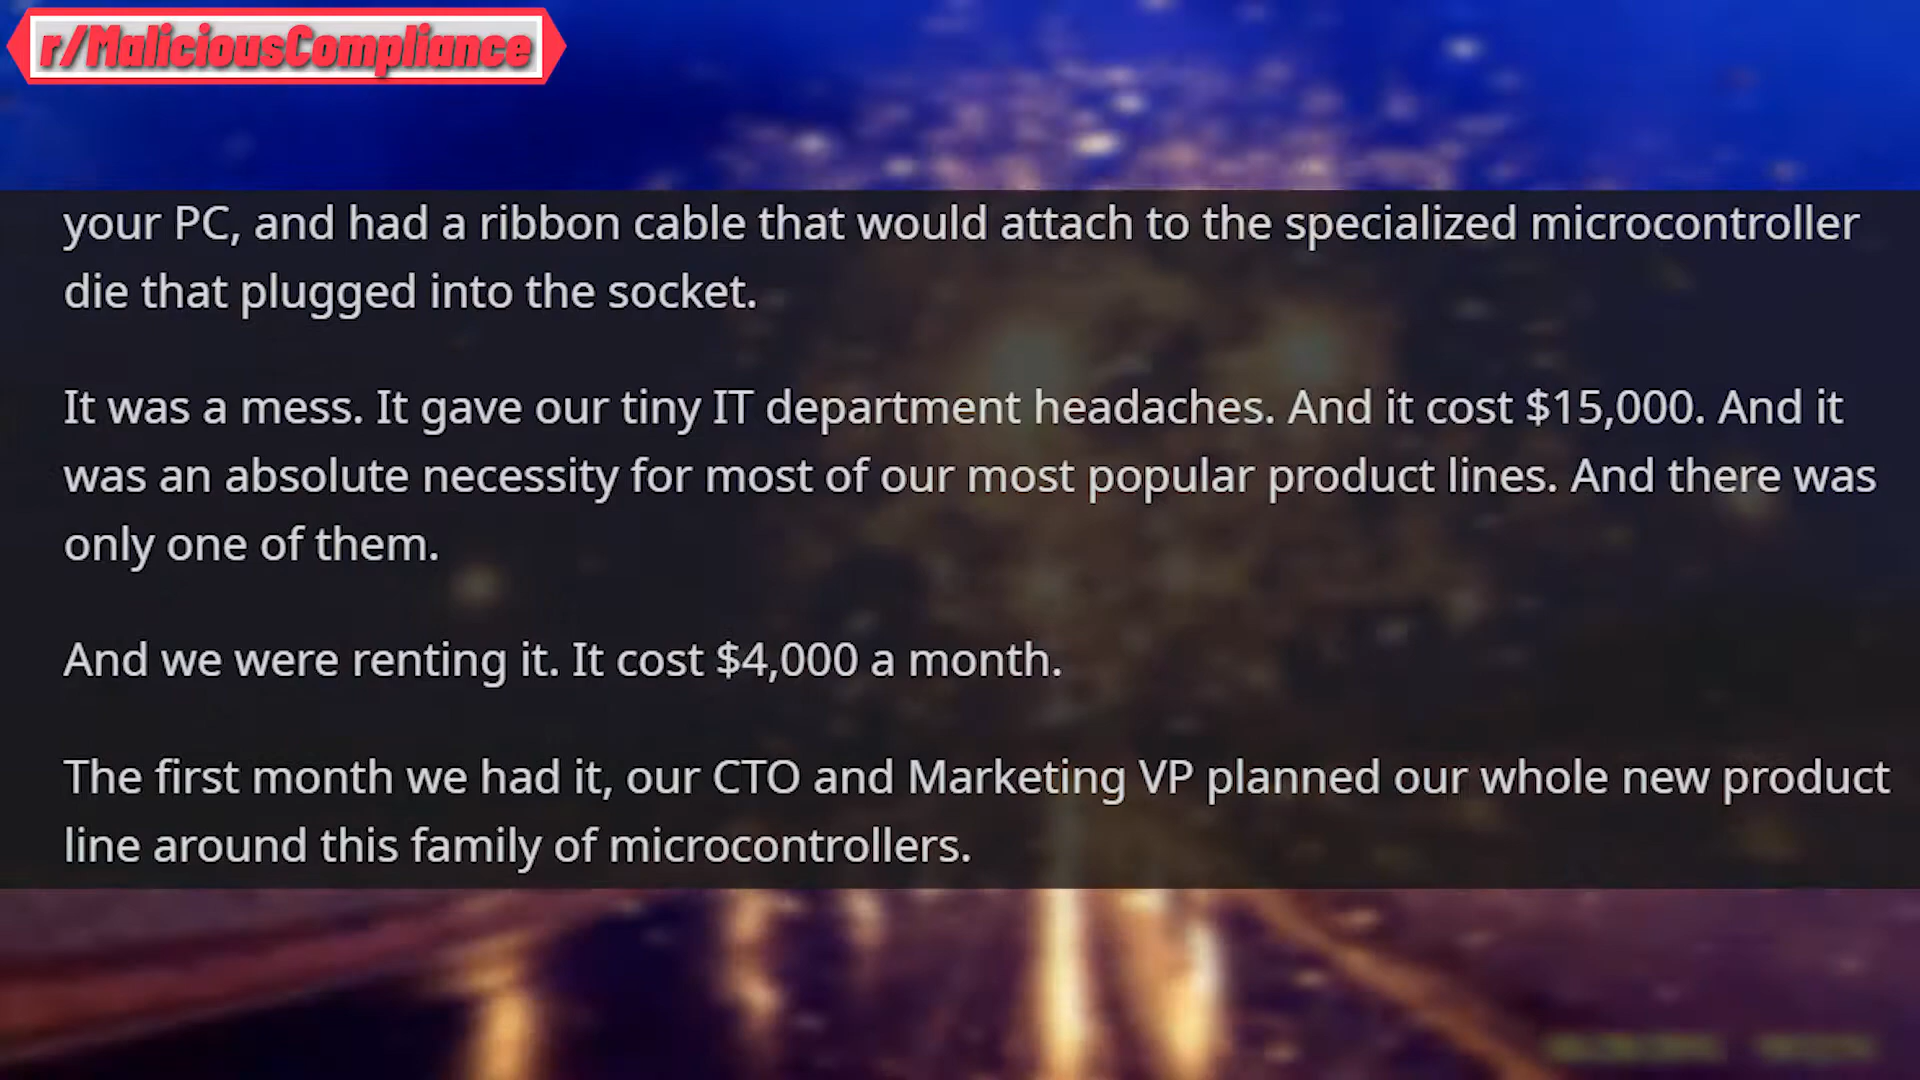 r/MaliciousCompliance
your PC, and had a ribbon cable that would attach to the specialized microcontroller
die that plugged into the socket.
It was a mess. It gave our tiny IT department headaches. And it cost $15,000. And it
was an absolute necessity for most of our most popular product lines. And there was
only one of them.
And we were renting it. It cost $4,000 a month.
The first month we had it, our CTO and Marketing VP planned our whole new product
line around this family of microcontrollers.